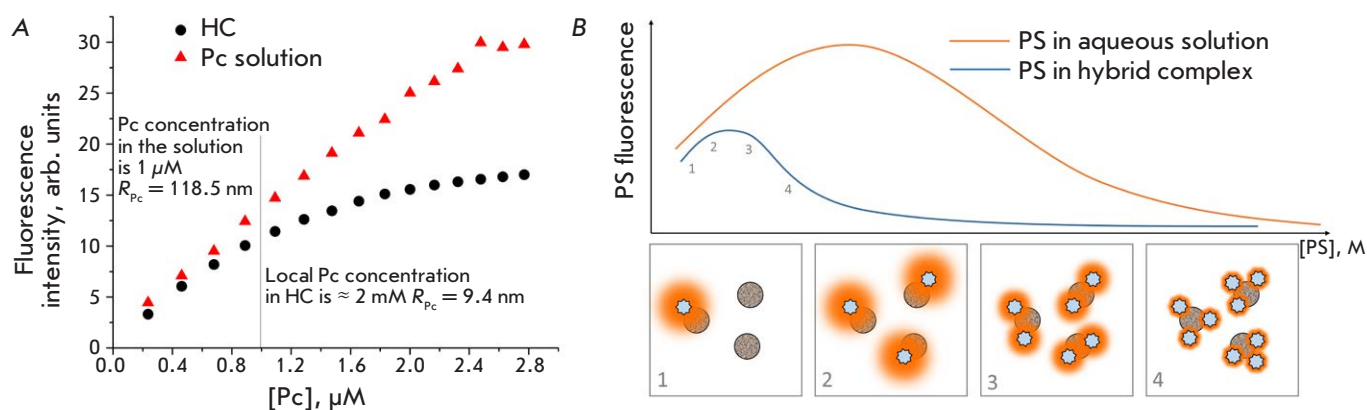 A
HC
Pc solution
Fluorescence
intensity, arb. units
30
25
20
15
10
5
0
Pc concentration
in the solution
is 1 µM
R_Pc = 118.5 nm
Local Pc concentration
in HC is ≈ 2 mM R_Pc = 9.4 nm
0.0 0.4 0.8 1.2 1.6 2.0 2.4 2.8
[Pc], µM
B
PS in aqueous solution
PS in hybrid complex
PS fluorescence
1
2
3
4
[PS], M
1
2
3
4